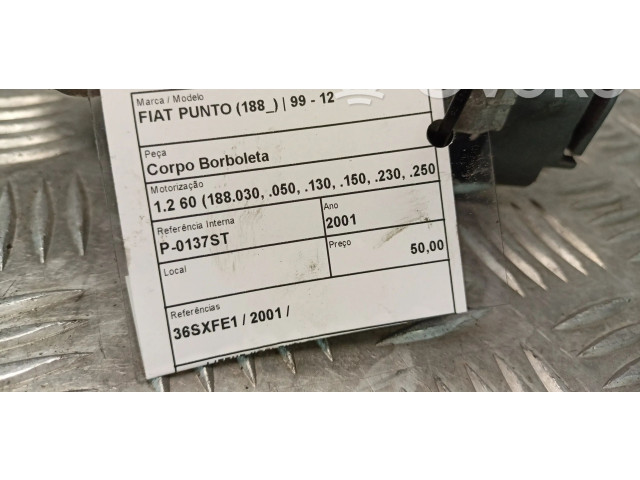 Marca / Modelo
FIAT PUNTO (188_) | 99 - 12
Peça
Corpo Borboleta
Motorização
1.2 60 (188.030, .050, .130, .150, .230, .250
Referência Interna
P-0137ST
Ano
2001
Local
Preço
50,00
Referências
36SXFE1 / 2001 /